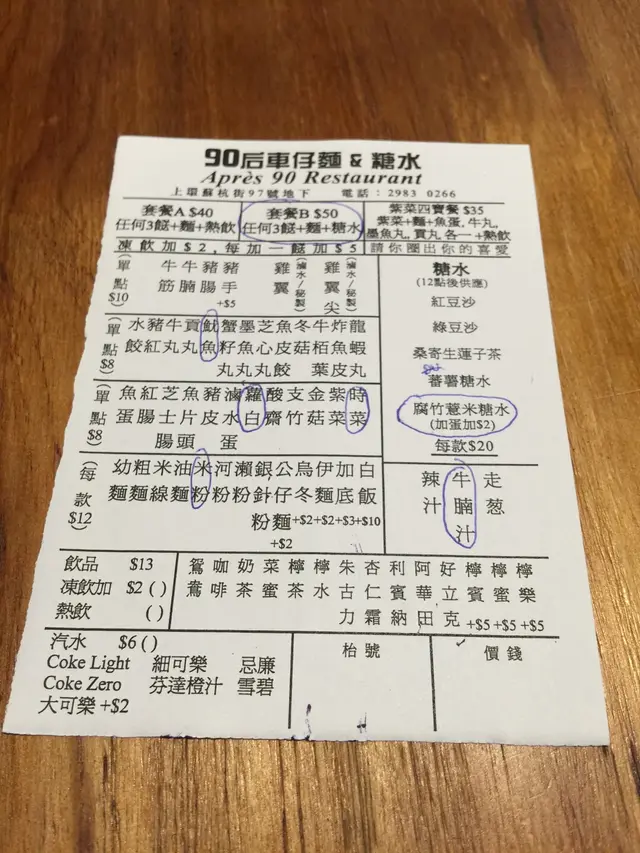 90后車仔麵 & 糖水
Après 90 Restaurant
上環蘇杭街97號地下 電話：2983 0266
套餐A $40
任何3餸+麵+熱飲
套餐B $50
任何3餸+麵+糖水
紫菜四寶餐 $35
紫菜+麵+魚蛋, 牛丸,
墨魚丸, 貢丸 各一 +熱飲
凍飲加$2, 每加一餸加$5
請你圈出你的喜愛
(單點$10)
牛筋
牛腩
豬腸
豬手 +$5
雞翼 (滷水/秘製)
雞翼尖 (滷水/秘製)
(單點$8)
水餃
豬紅
牛丸
貢丸
魷魚
蟹籽丸
墨魚丸
芝心丸
魚皮餃
冬菇
牛栢葉
炸魚皮
龍蝦丸
(單點$8)
魚蛋
紅腸
芝士腸
魚片頭
豬皮
滷水蛋
蘿白
酸齋
支竹
金菇
紫菜
時菜
(每款$12)
幼麵
粗麵
米線
油麵
米粉
河粉
瀨粉
銀針粉
公仔麵 +$2
烏冬 +$2
伊麵 +$2
加底 +$3
白飯 +$10
糖水
(12點後供應)
紅豆沙
綠豆沙
桑寄生蓮子茶
蕃薯糖水
腐竹薏米糖水
(加蛋加$2)
每款$20
辣汁
牛腩汁
走葱
飲品 $13
凍飲加 $2 ( )
熱飲 ( )
鴛鴦
咖啡
奶茶
菜蜜
檸茶
檸水
朱古力
杏仁霜
利賓納
阿華田
好立克
檸賓 +$5
檸蜜 +$5
檸樂 +$5
汽水 $6 ( )
Coke Light 細可樂 忌廉
Coke Zero 芬達橙汁 雪碧
大可樂 +$2
枱號
價錢